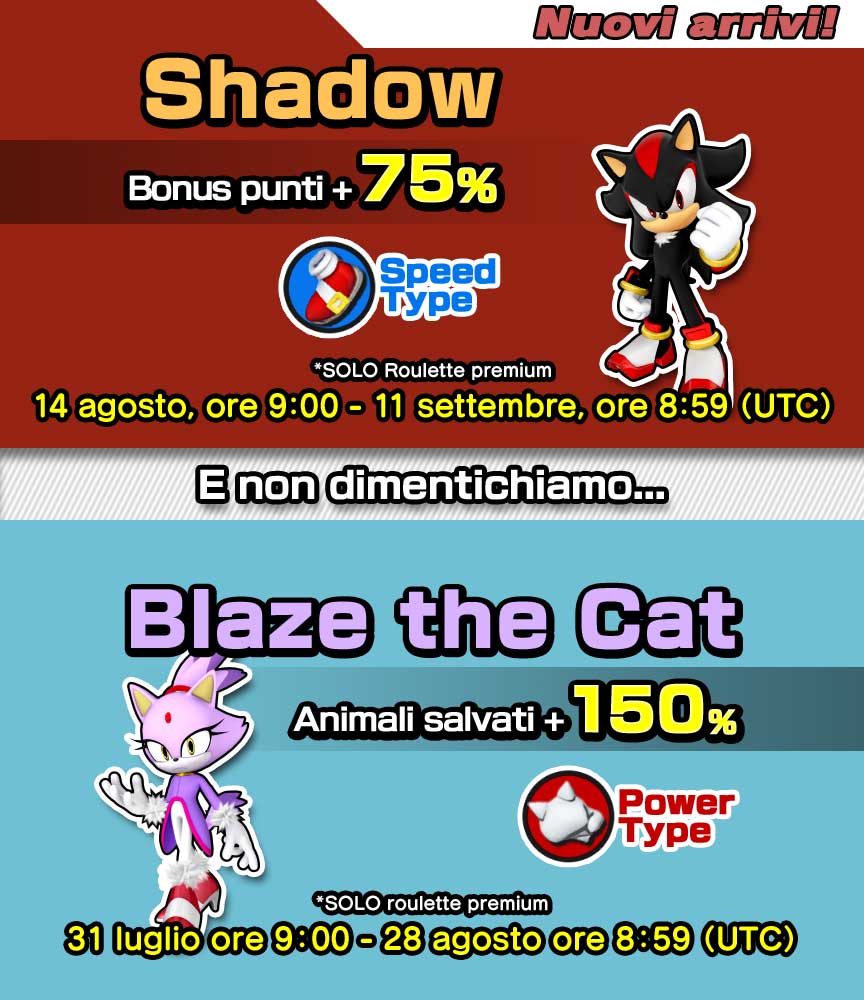 Nuovi arrivi!
Shadow
Bonus punti + 75%
Speed
Type
*SOLO Roulette premium
14 agosto, ore 9:00 - 11 settembre, ore 8:59 (UTC)
E non dimentichiamo...
Blaze the Cat
Animali salvati + 150%
Power
Type
*SOLO roulette premium
31 luglio ore 9:00 - 28 agosto ore 8:59 (UTC)